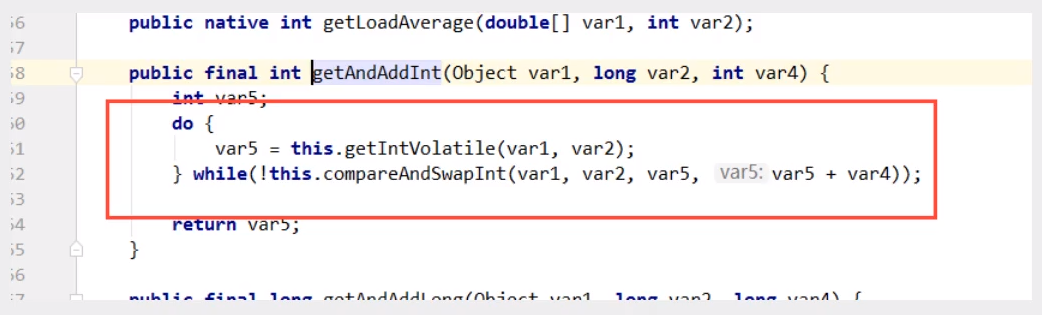 56 public native int getLoadAverage(double[] var1, int var2);
57
58 public final int getAndAddInt(Object var1, long var2, int var4) {
59 int var5;
60 do {
61 var5 = this.getIntVolatile(var1, var2);
62 } while(!this.compareAndSwapInt(var1, var2, var5, var5: var5 + var4));
63
64 return var5;
65 }
66
67 public final long getAndAddLong(Object var1, long var2, long var4) {